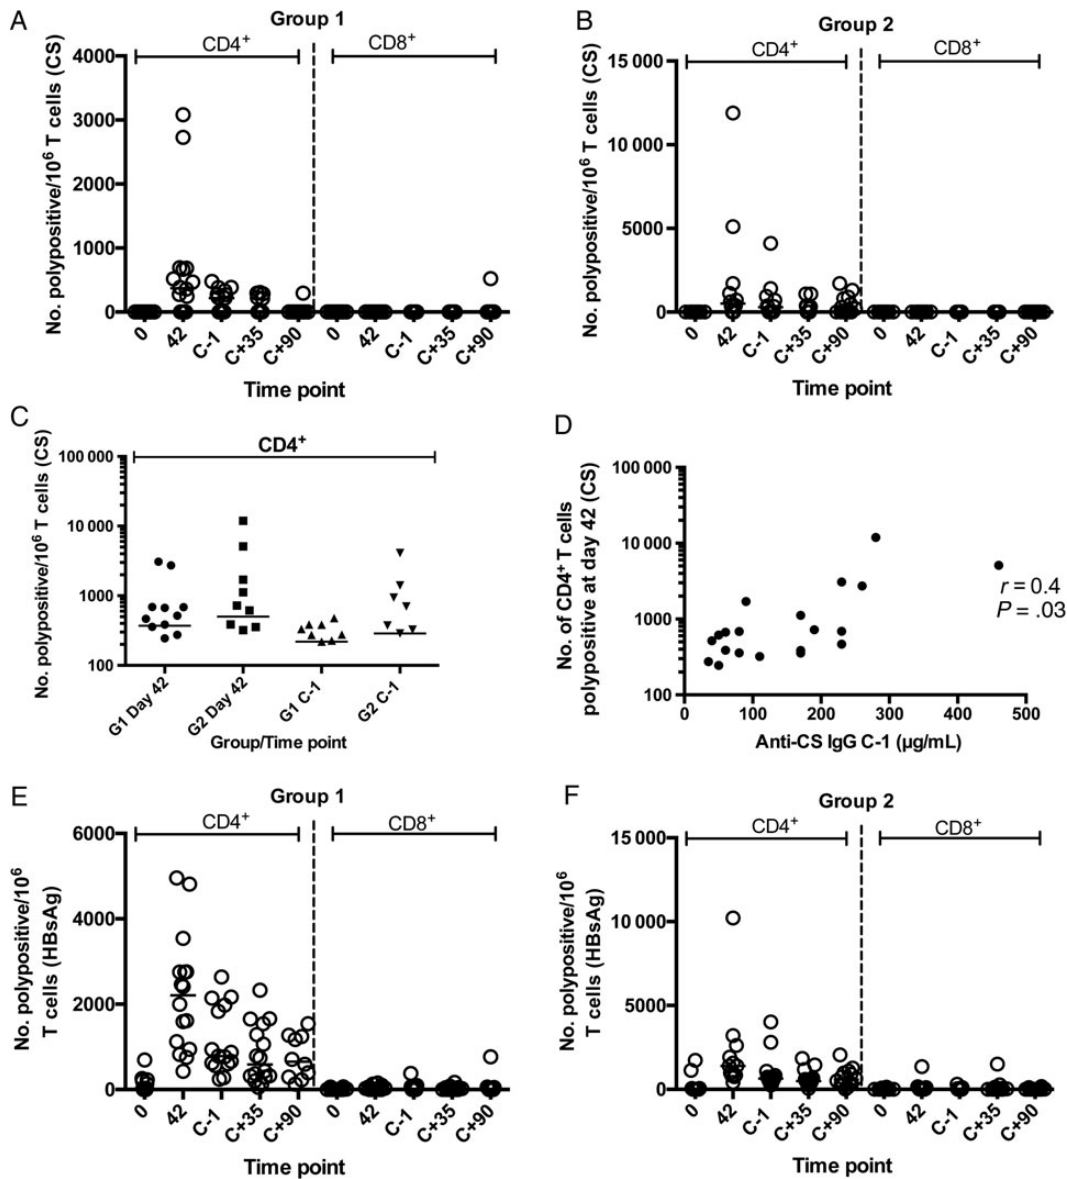 A
Group 1
CD4+
CD8+
No. polypositive/10⁶ T cells (CS)
4000
3000
2000
1000
0
0
42
C-1
C+35
C+90
0
42
C-1
C+35
C+90
Time point
B
Group 2
CD4+
CD8+
No. polypositive/10⁶ T cells (CS)
15 000
10 000
5000
0
0
42
C-1
C+35
C+90
0
42
C-1
C+35
C+90
Time point
C
CD4+
No. polypositive/10⁶ T cells (CS)
100 000
10 000
1000
100
G1 Day 42
G2 Day 42
G1 C-1
G2 C-1
Group/Time point
D
No. of CD4+ T cells
polypositive at day 42 (CS)
100 000
10 000
1000
100
r = 0.4
P = .03
0
100
200
300
400
500
Anti-CS IgG C-1 (µg/mL)
E
Group 1
CD4+
CD8+
No. polypositive/10⁶
T cells (HBsAg)
6000
4000
2000
0
0
42
C-1
C+35
C+90
0
42
C-1
C+35
C+90
Time point
F
Group 2
CD4+
CD8+
No. polypositive/10⁶
T cells (HBsAg)
15 000
10 000
5000
0
0
42
C-1
C+35
C+90
0
42
C-1
C+35
C+90
Time point